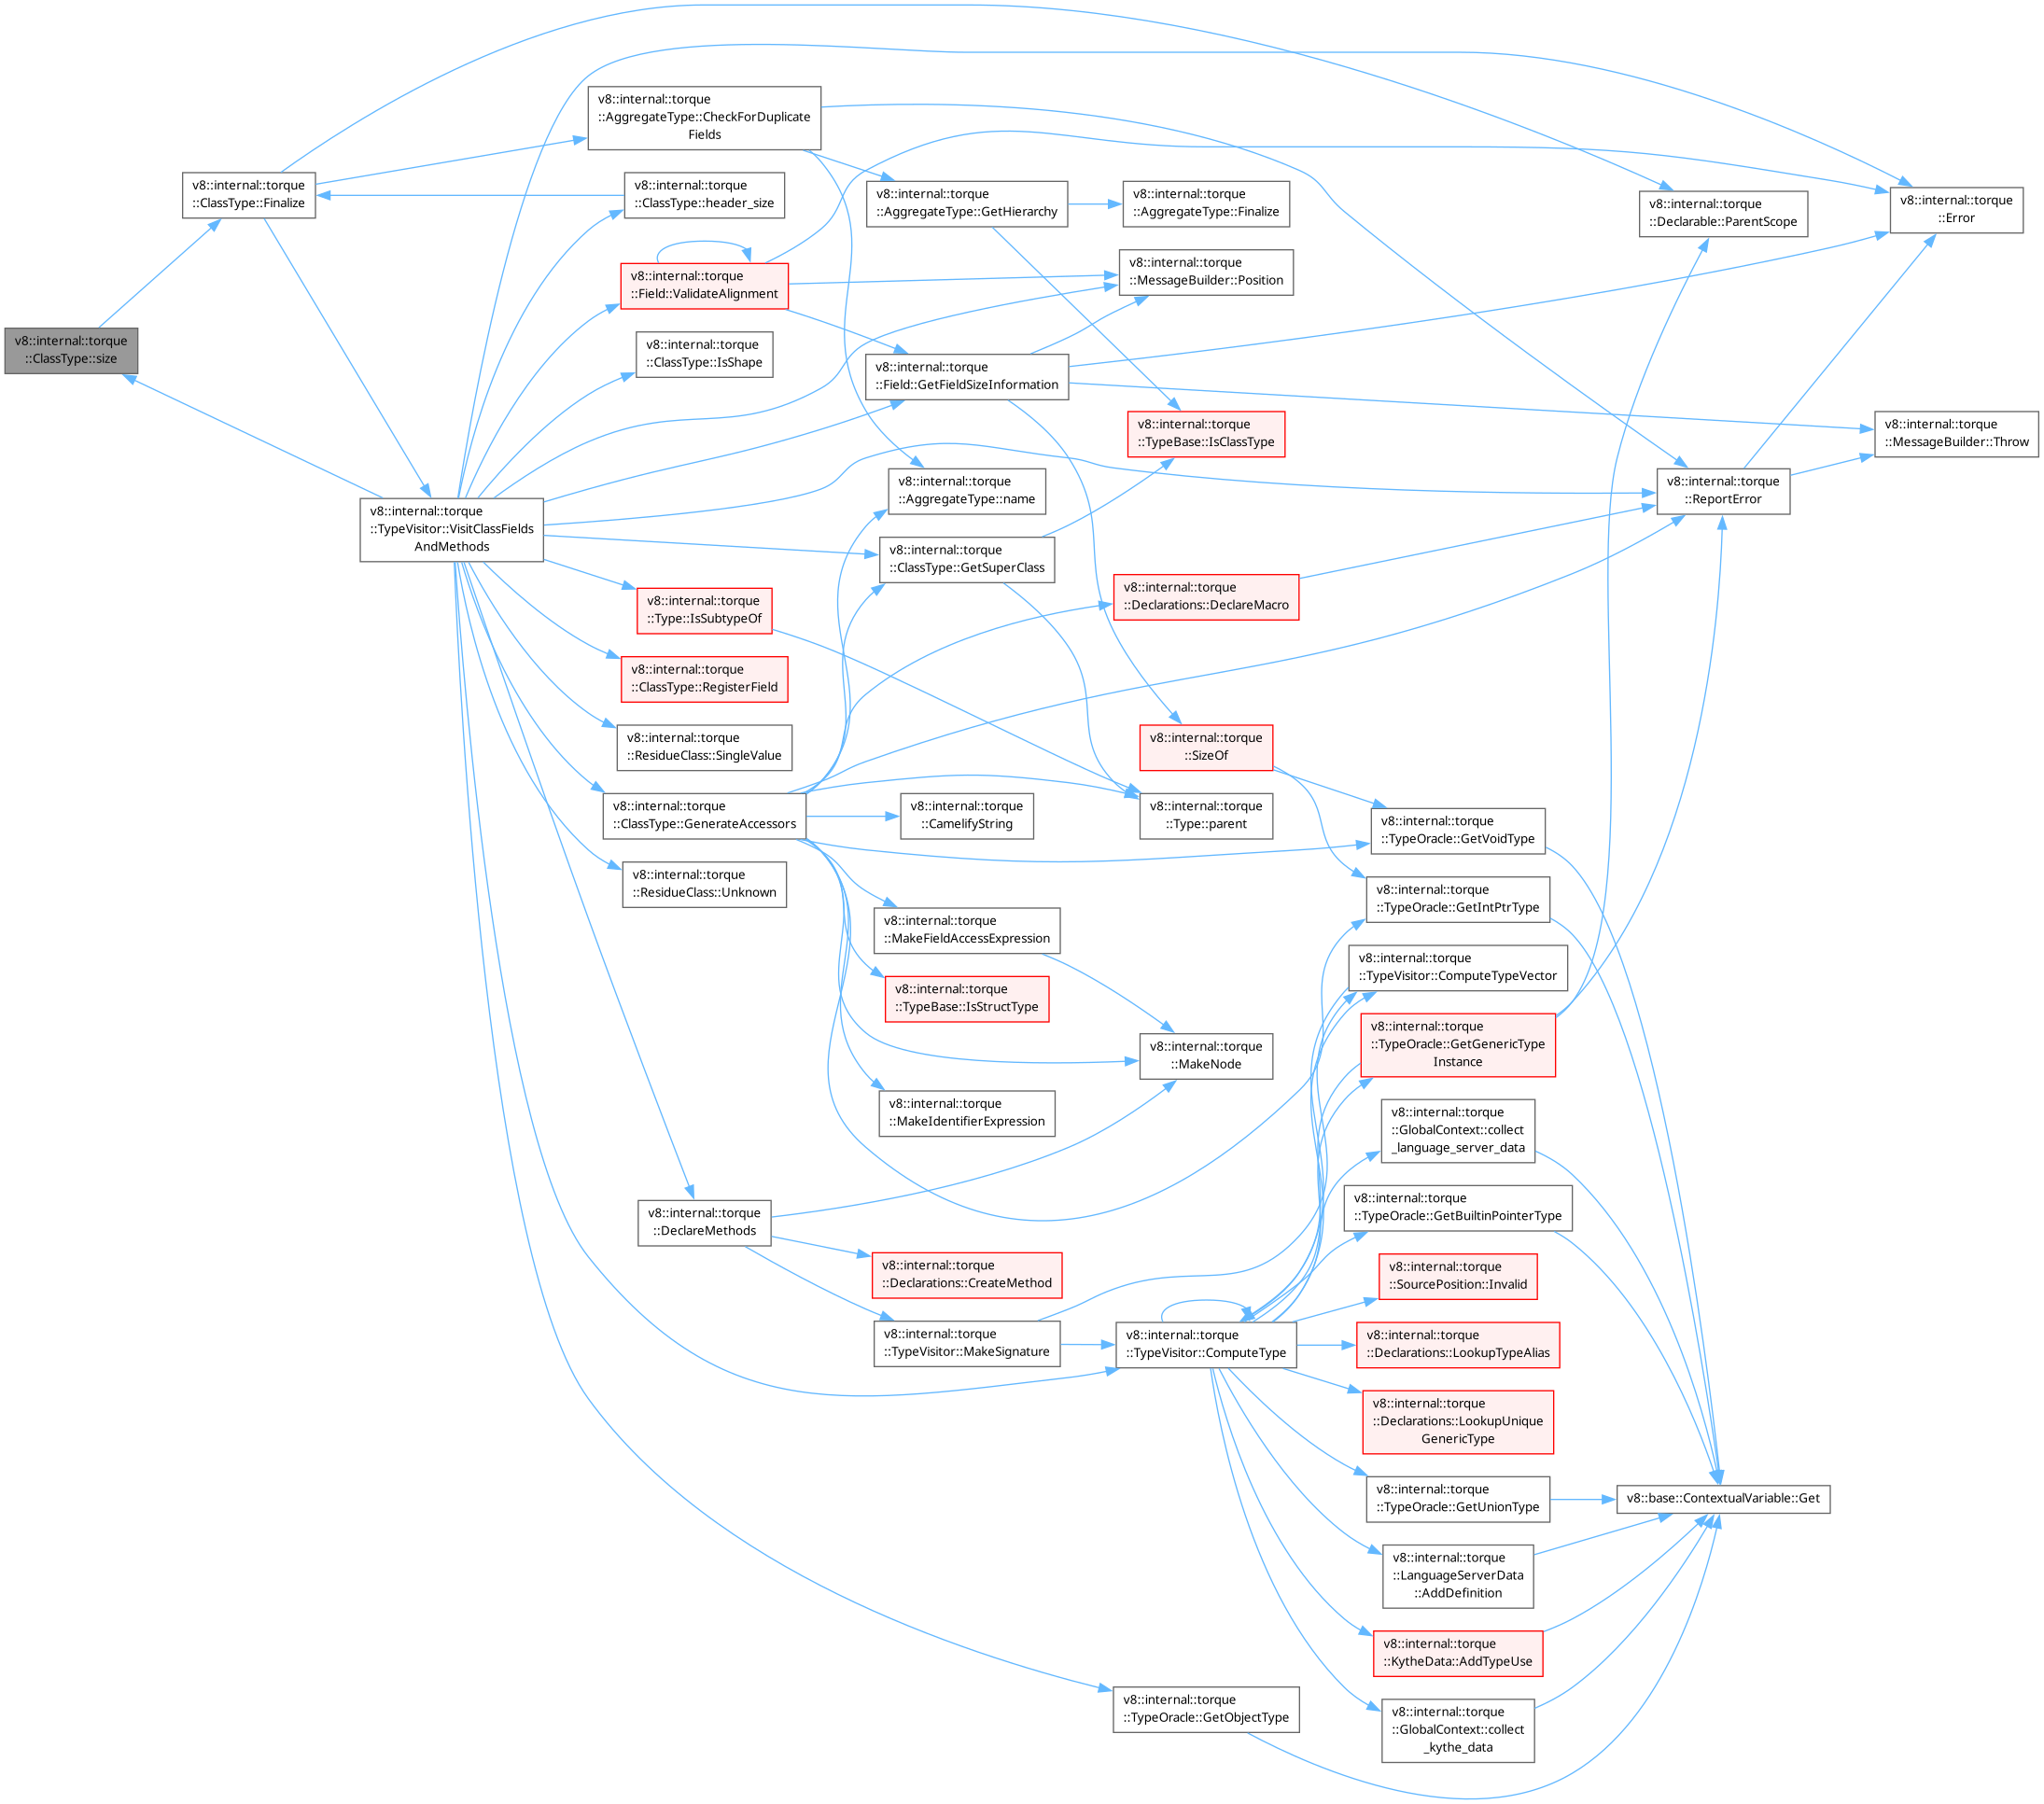 v8::internal::torque
::ClassType::size
v8::internal::torque
::ClassType::Finalize
v8::internal::torque
::TypeVisitor::VisitClassFields
AndMethods
v8::internal::torque
::AggregateType::CheckForDuplicate
Fields
v8::internal::torque
::ClassType::header_size
v8::internal::torque
::Field::ValidateAlignment
v8::internal::torque
::ClassType::IsShape
v8::internal::torque
::Type::IsSubtypeOf
v8::internal::torque
::ClassType::RegisterField
v8::internal::torque
::ResidueClass::SingleValue
v8::internal::torque
::ClassType::GenerateAccessors
v8::internal::torque
::ResidueClass::Unknown
v8::internal::torque
::DeclareMethods
v8::internal::torque
::AggregateType::GetHierarchy
v8::internal::torque
::Field::GetFieldSizeInformation
v8::internal::torque
::AggregateType::name
v8::internal::torque
::ClassType::GetSuperClass
v8::internal::torque
::CamelifyString
v8::internal::torque
::MakeFieldAccessExpression
v8::internal::torque
::TypeBase::IsStructType
v8::internal::torque
::MakeIdentifierExpression
v8::internal::torque
::Declarations::CreateMethod
v8::internal::torque
::TypeVisitor::MakeSignature
v8::internal::torque
::AggregateType::Finalize
v8::internal::torque
::MessageBuilder::Position
v8::internal::torque
::TypeBase::IsClassType
v8::internal::torque
::Declarations::DeclareMacro
v8::internal::torque
::SizeOf
v8::internal::torque
::Type::parent
v8::internal::torque
::MakeNode
v8::internal::torque
::TypeVisitor::ComputeType
v8::internal::torque
::TypeOracle::GetObjectType
v8::internal::torque
::TypeOracle::GetVoidType
v8::internal::torque
::TypeOracle::GetIntPtrType
v8::internal::torque
::TypeVisitor::ComputeTypeVector
v8::internal::torque
::TypeOracle::GetGenericType
Instance
v8::internal::torque
::GlobalContext::collect
_language_server_data
v8::internal::torque
::TypeOracle::GetBuiltinPointerType
v8::internal::torque
::SourcePosition::Invalid
v8::internal::torque
::Declarations::LookupTypeAlias
v8::internal::torque
::Declarations::LookupUnique
GenericType
v8::internal::torque
::TypeOracle::GetUnionType
v8::internal::torque
::LanguageServerData
::AddDefinition
v8::internal::torque
::KytheData::AddTypeUse
v8::internal::torque
::GlobalContext::collect
_kythe_data
v8::internal::torque
::Declarable::ParentScope
v8::internal::torque
::ReportError
v8::base::ContextualVariable::Get
v8::internal::torque
::Error
v8::internal::torque
::MessageBuilder::Throw